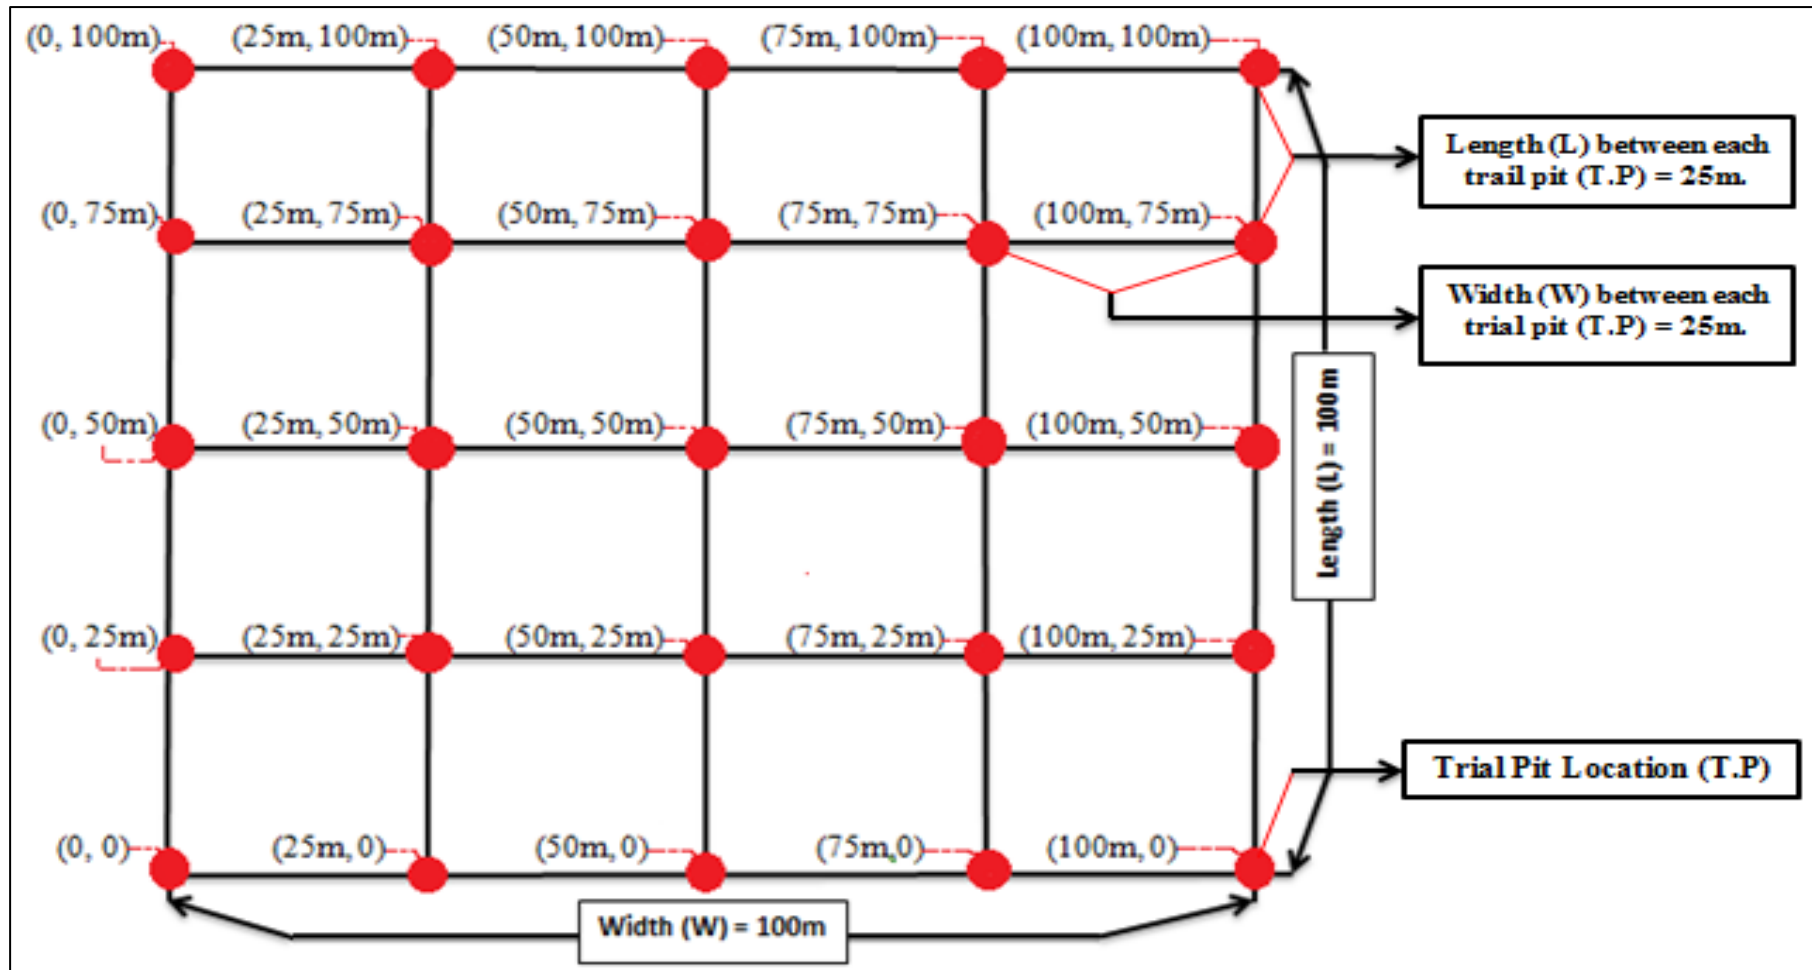 (0, 100m) (25m, 100m) (50m, 100m) (75m, 100m) (100m, 100m)
Length (L) between each
trail pit (T.P) = 25m.
(0, 75m) (25m, 75m) (50m, 75m) (75m, 75m) (100m, 75m)
Width (W) between each
trial pit (T.P) = 25m.
Length (L) = 100m
(0, 50m) (25m, 50m) (50m, 50m) (75m, 50m) (100m, 50m)
(0, 25m) (25m, 25m) (50m, 25m) (75m, 25m) (100m, 25m)
Trial Pit Location (T.P)
(0, 0) (25m, 0) (50m, 0) (75m,0) (100m, 0)
Width (W) = 100m